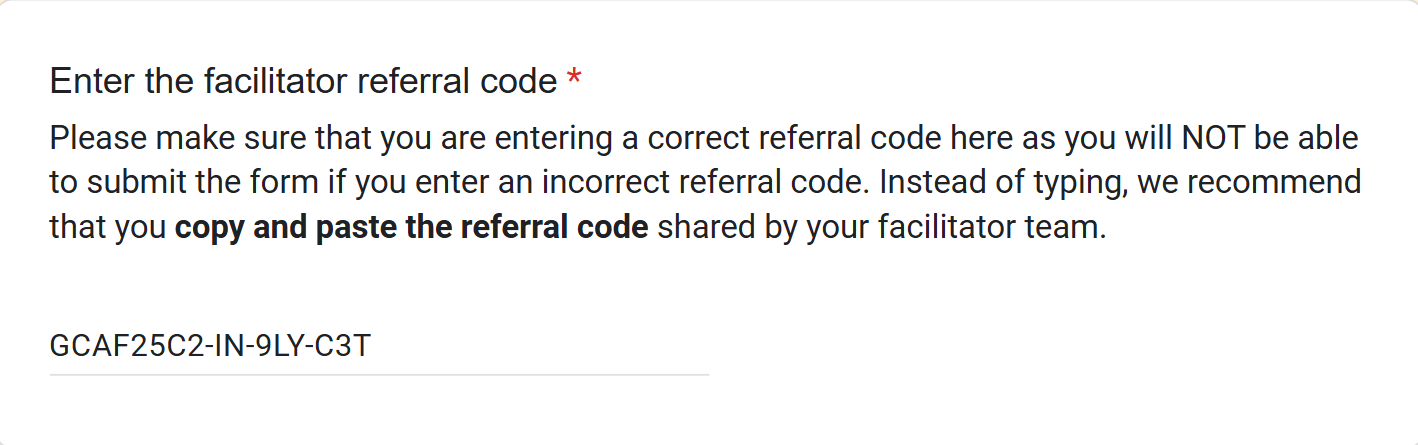 Enter the facilitator referral code *
Please make sure that you are entering a correct referral code here as you will NOT be able
to submit the form if you enter an incorrect referral code. Instead of typing, we recommend
that you copy and paste the referral code shared by your facilitator team.
GCAF25C2-IN-9LY-C3T